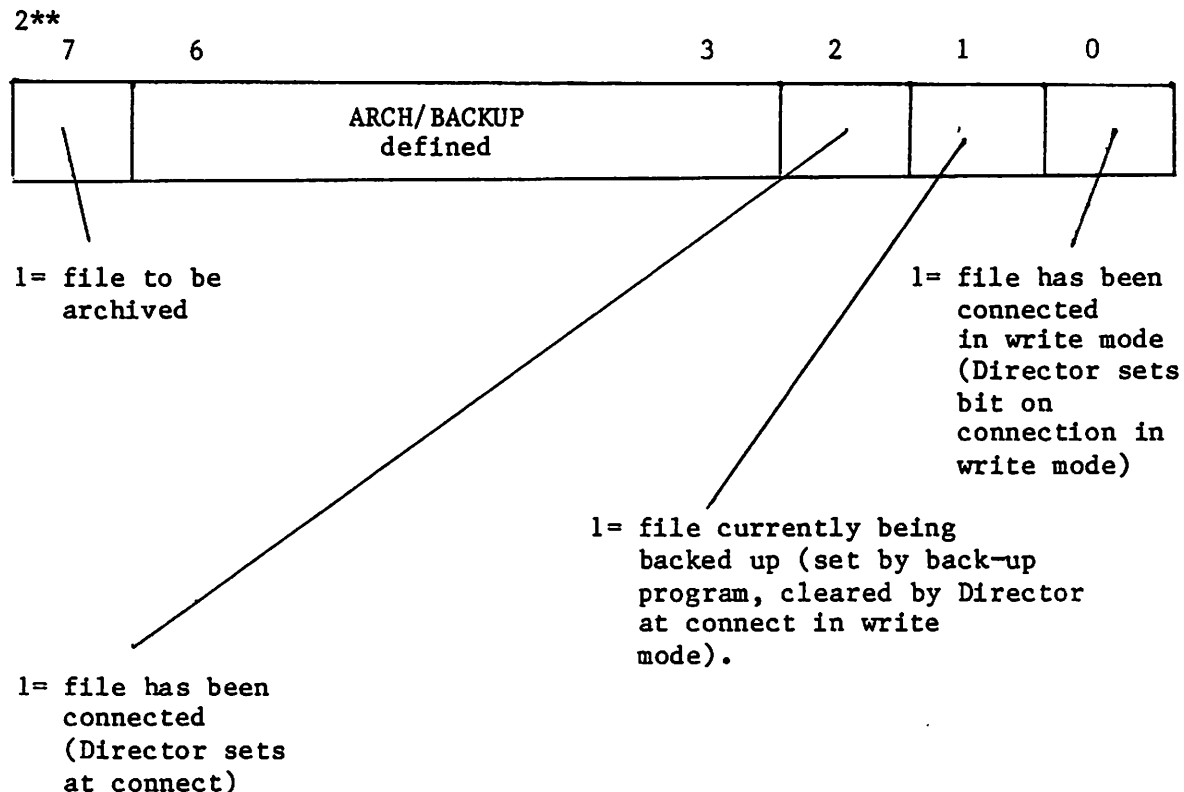 2**
7 6 3 2 1 0
ARCH/BACKUP
defined
1= file to be
archived
1= file has been
connected
in write mode
(Director sets
bit on
connection in
write mode)
1= file currently being
backed up (set by back-up
program, cleared by Director
at connect in write
mode).
1= file has been
connected
(Director sets
at connect)